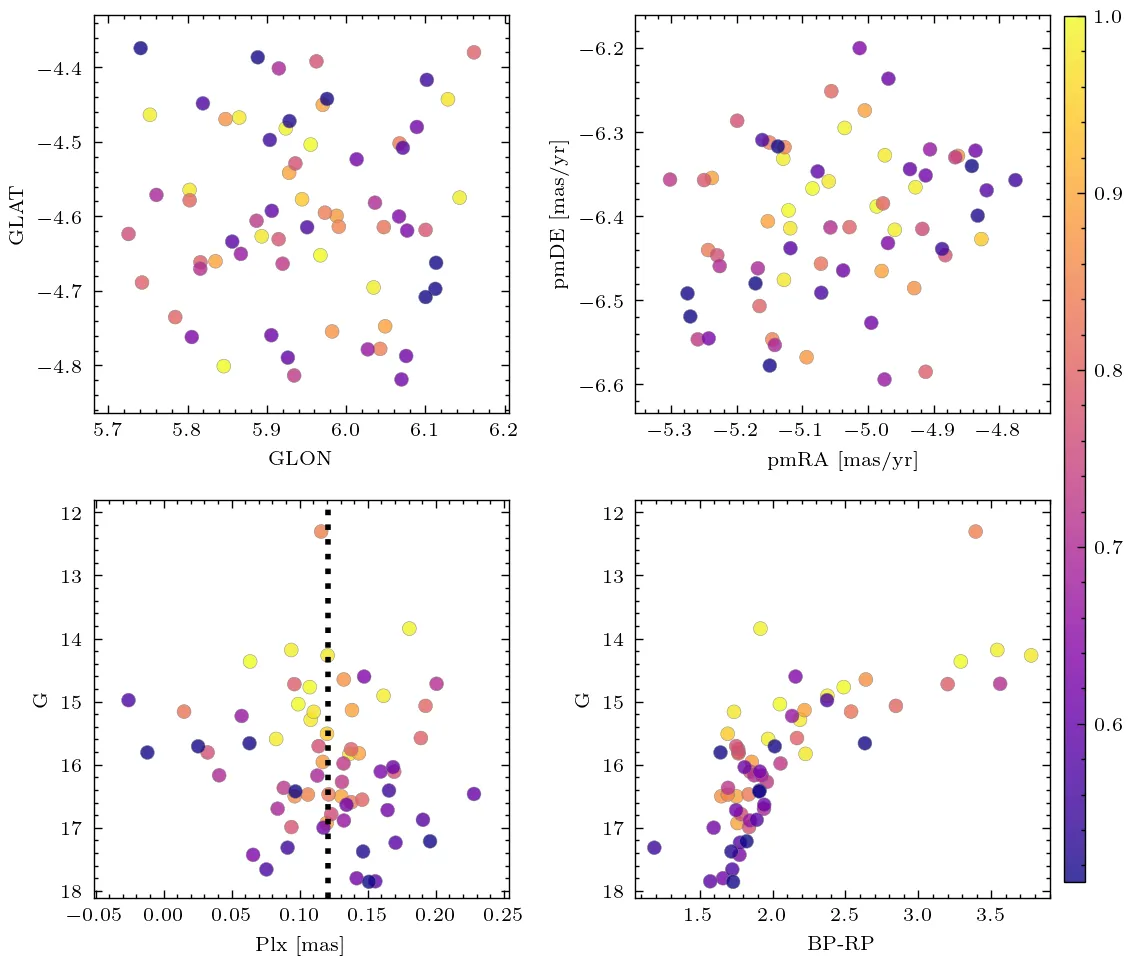 −4.4
−4.5
−4.6
−4.7
−4.8
GLAT
5.7 5.8 5.9 6.0 6.1 6.2
GLON
−6.2
−6.3
−6.4
−6.5
−6.6
pmDE [mas/yr]
−5.3 −5.2 −5.1 −5.0 −4.9 −4.8
pmRA [mas/yr]
12
13
14
15
16
17
18
G
−0.05 0.00 0.05 0.10 0.15 0.20 0.25
Plx [mas]
12
13
14
15
16
17
18
G
1.5 2.0 2.5 3.0 3.5
BP-RP
1.0
0.9
0.8
0.7
0.6